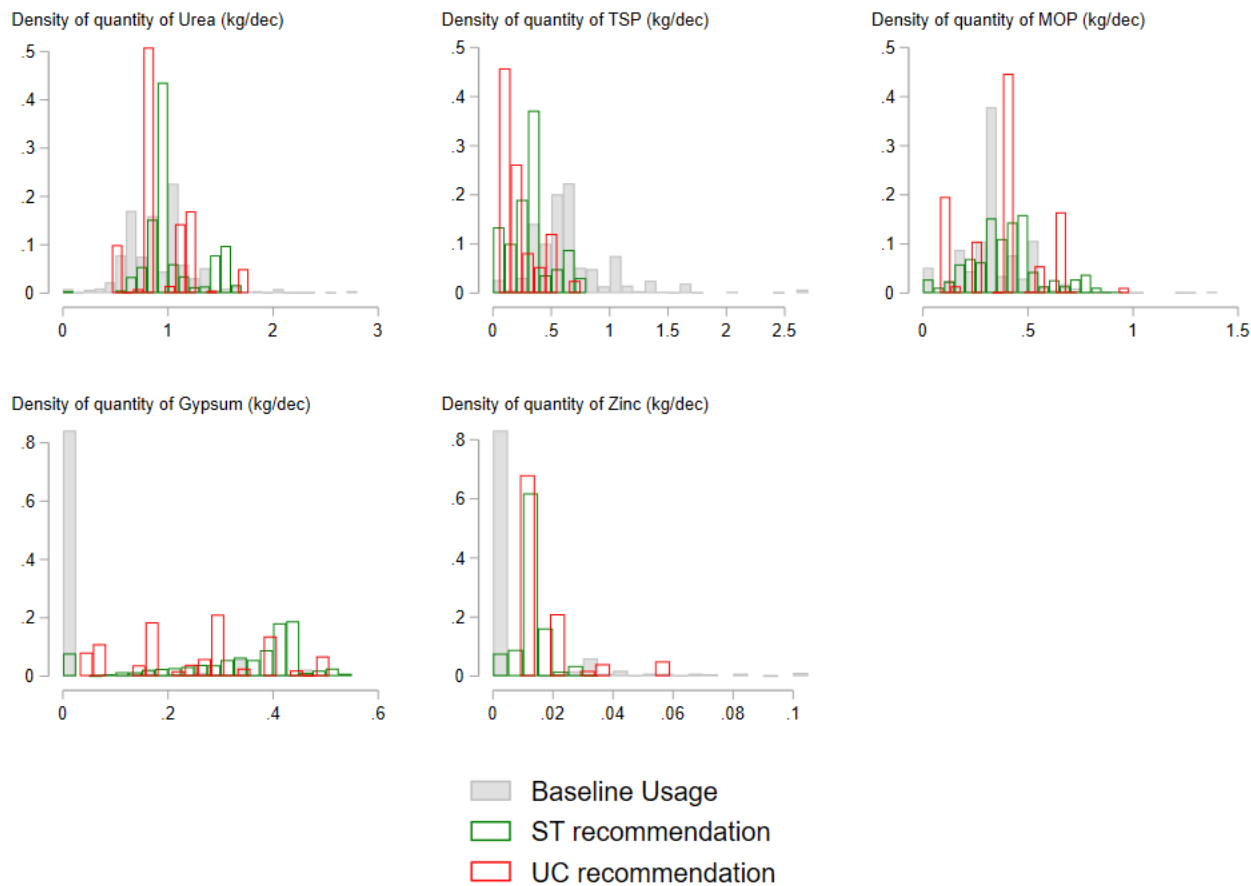 Density of quantity of Urea (kg/dec)
.5
.4
.3
.2
.1
0
0 1 2 3
Density of quantity of TSP (kg/dec)
.5
.4
.3
.2
.1
0
0 .5 1 1.5 2 2.5
Density of quantity of MOP (kg/dec)
.5
.4
.3
.2
.1
0
0 .5 1 1.5
Density of quantity of Gypsum (kg/dec)
.8
.6
.4
.2
0
0 .2 .4 .6
Density of quantity of Zinc (kg/dec)
.8
.6
.4
.2
0
0 .02 .04 .06 .08 .1
Baseline Usage
ST recommendation
UC recommendation